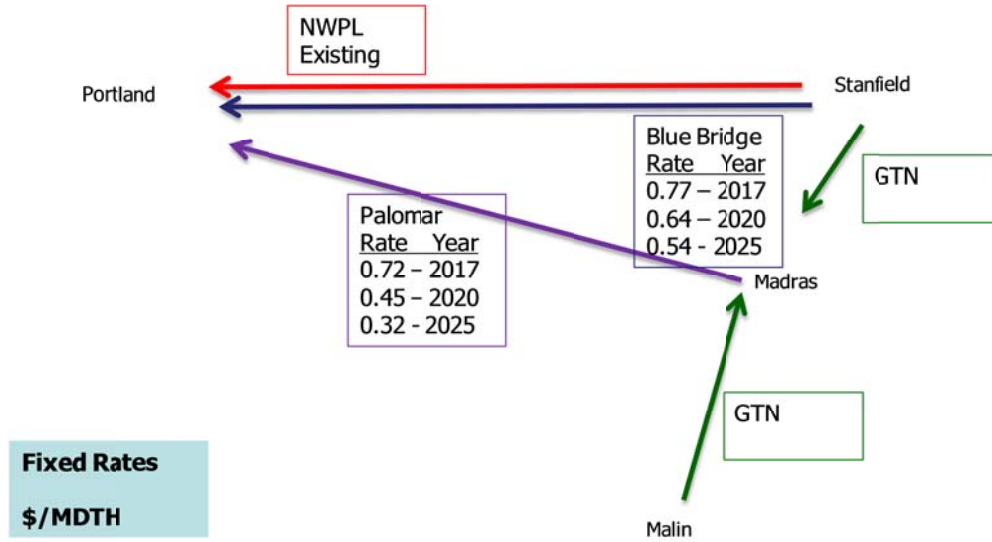 NWPL
Existing
Portland
Stanfield
Blue Bridge
Rate Year
0.77 – 2017
0.64 – 2020
0.54 - 2025
GTN
Palomar
Rate Year
0.72 – 2017
0.45 – 2020
0.32 - 2025
Madras
GTN
Fixed Rates
$/MDTH
Malin